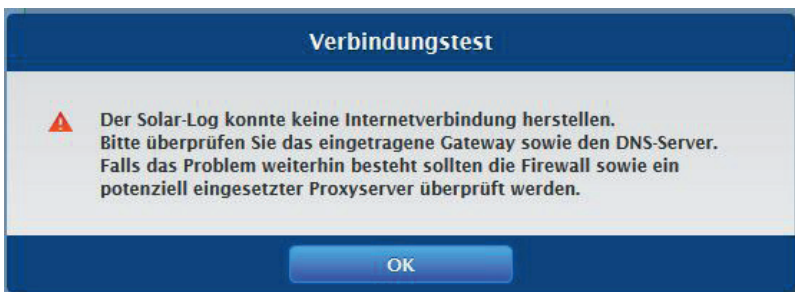 Verbindungstest
Der Solar-Log konnte keine Internetverbindung herstellen.
Bitte überprüfen Sie das eingetragene Gateway sowie den DNS-Server.
Falls das Problem weiterhin besteht sollten die Firewall sowie ein
potenziell eingesetzter Proxyserver überprüft werden.
OK